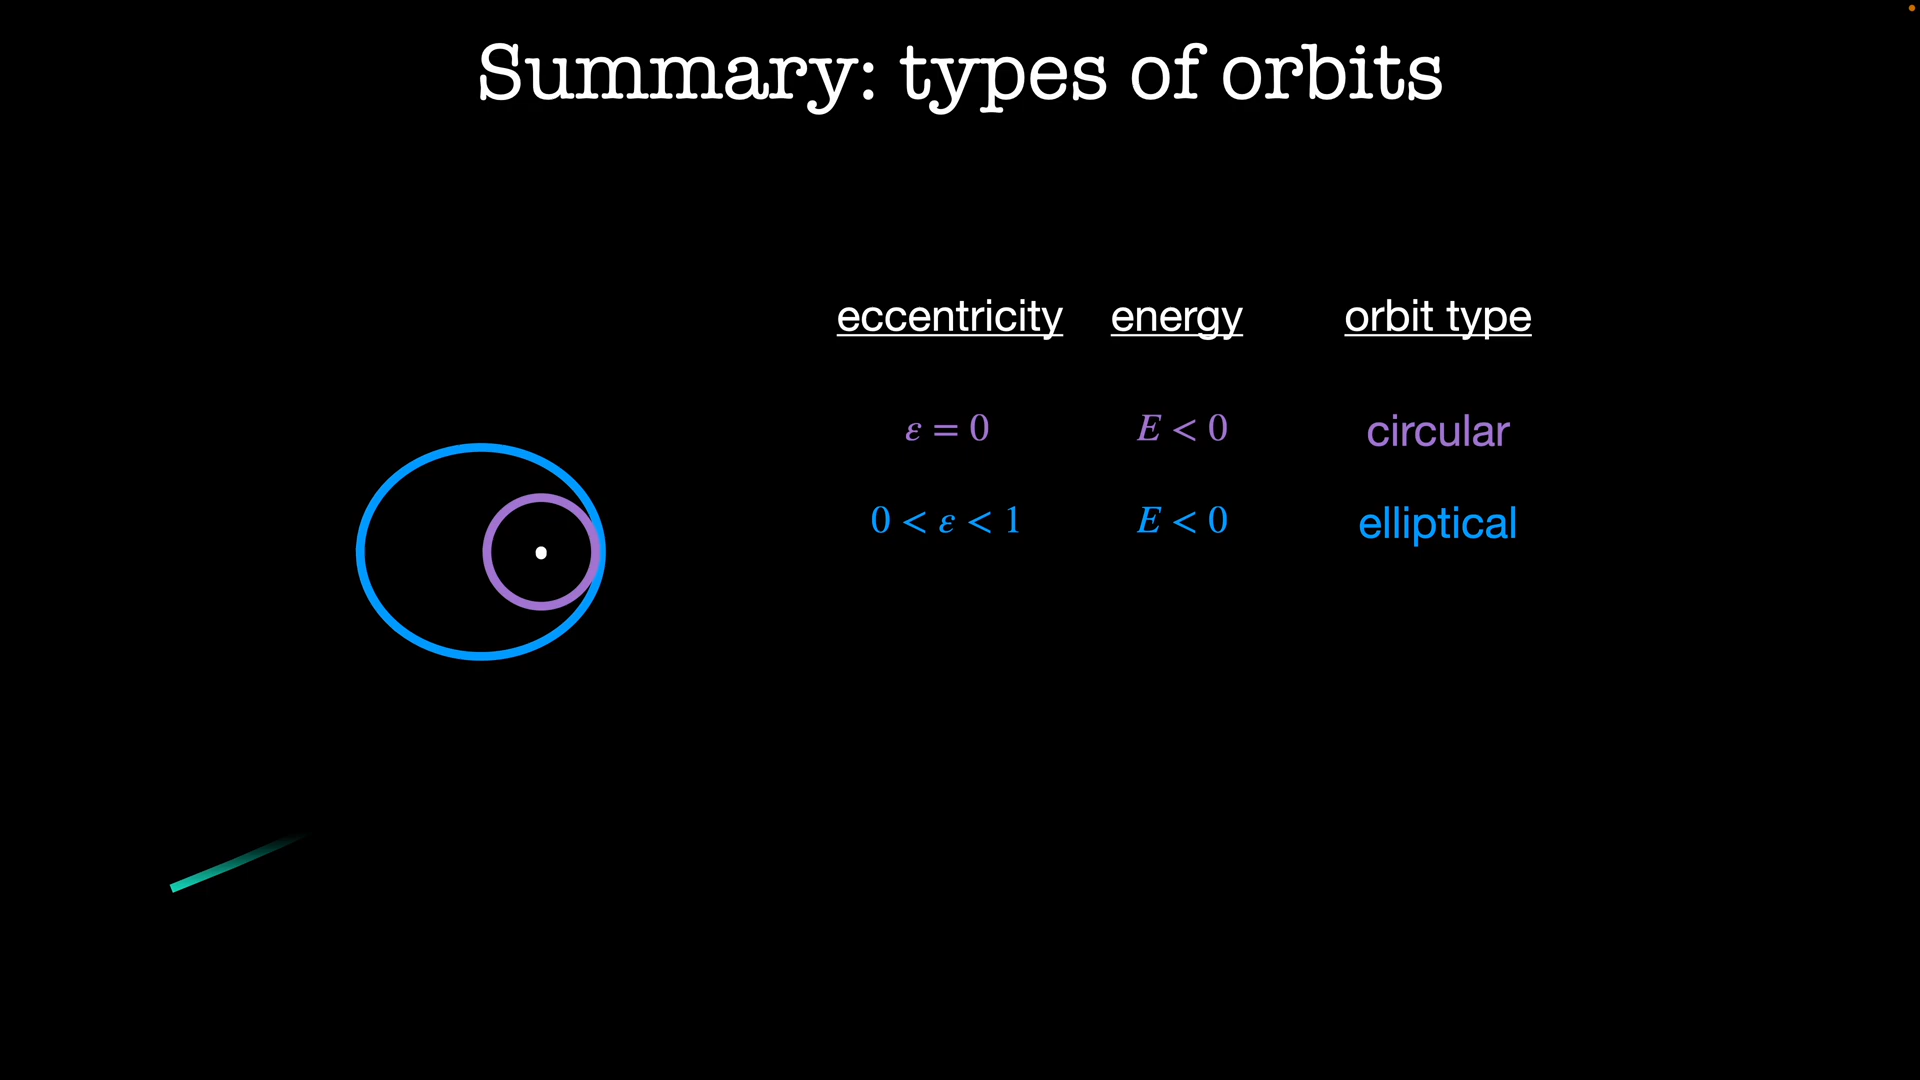 Summary: types of orbits
eccentricity energy orbit type
ε = 0 E < 0 circular
0 < ε < 1 E < 0 elliptical